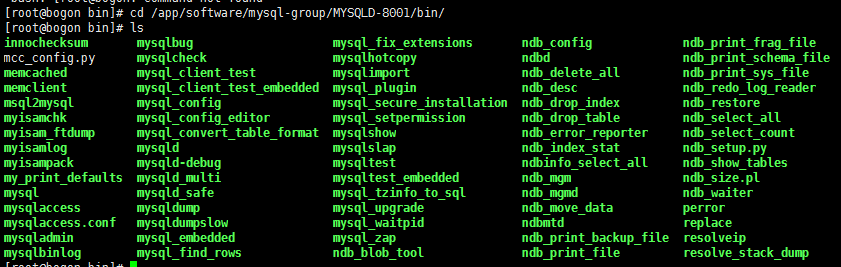 [root@bogon bin]# cd /app/software/mysql-group/MYSQLD-8001/bin/
[root@bogon bin]# ls
innochecksum mysqlbug mysql_fix_extensions ndb_config ndb_print_frag_file
mcc_config.py mysqlcheck mysqlhotcopy ndbd ndb_print_schema_file
memcached mysql_client_test mysqlimport ndb_delete_all ndb_print_sys_file
memclient mysql_client_test_embedded mysql_plugin ndb_desc ndb_redo_log_reader
msql2mysql mysql_config mysql_secure_installation ndb_drop_index ndb_restore
myisamchk mysql_config_editor mysql_setpermission ndb_drop_table ndb_select_all
myisam_ftdump mysql_convert_table_format mysqlshow ndb_error_reporter ndb_select_count
myisamlog mysqld mysqlslap ndb_index_stat ndb_setup.py
myisampack mysqld-debug mysqltest ndbinfo_select_all ndb_show_tables
my_print_defaults mysqld_multi mysqltest_embedded ndb_mgm ndb_size.pl
mysql mysqld_safe mysql_tzinfo_to_sql ndb_mgmd ndb_waiter
mysqlaccess mysqldump mysql_upgrade ndb_move_data perror
mysqlaccess.conf mysqldumpslow mysql_waitpid ndbmtd replace
mysqladmin mysql_embedded mysql_zap ndb_print_backup_file resolveip
mysqlbinlog mysql_find_rows ndb_blob_tool ndb_print_file resolve_stack_dump
[root@bogon bin]#